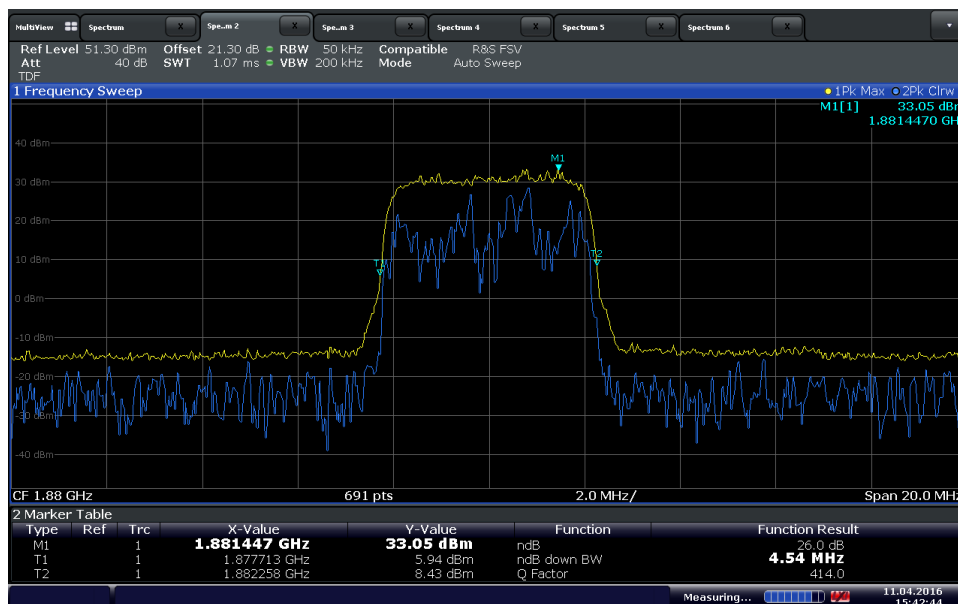 MultiView Spectrum X Spe...m 2 X Spe...m 3 X Spectrum 4 X Spectrum 5 X Spectrum 6 X
Ref Level 51.30 dBm Offset 21.30 dB RBW 50 kHz Compatible R&S FSV
Att 40 dB SWT 1.07 ms VBW 200 kHz Mode Auto Sweep
TDF
1 Frequency Sweep 1Pk Max 2Pk Clrw
M1[1] 33.05 dBm
1.8814470 GH
40 dBm
M1
30 dBm
20 dBm
T2
10 dBm
T1
0 dBm
-10 dBm
-20 dBm
-30 dBm
-40 dBm
CF 1.88 GHz 691 pts 2.0 MHz/ Span 20.0 MHz
2 Marker Table
Type Ref Trc X-Value Y-Value Function Function Result
M1 1 1.881447 GHz 33.05 dBm ndB 26.0 dB
T1 1 1.877713 GHz 5.94 dBm ndB down BW 4.54 MHz
T2 1 1.882258 GHz 8.43 dBm Q Factor 414.0
Measuring... 11.04.2016
15:42:44